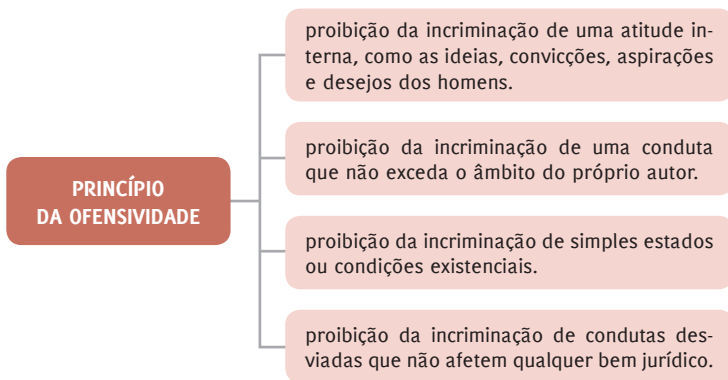 proibição da incriminação de uma atitude in-
terna, como as ideias, convicções, aspirações
e desejos dos homens.
proibição da incriminação de uma conduta
que não exceda o âmbito do próprio autor.
PRINCÍPIO
DA OFENSIVIDADE
proibição da incriminação de simples estados
ou condições existenciais.
proibição da incriminação de condutas des-
viadas que não afetem qualquer bem jurídico.